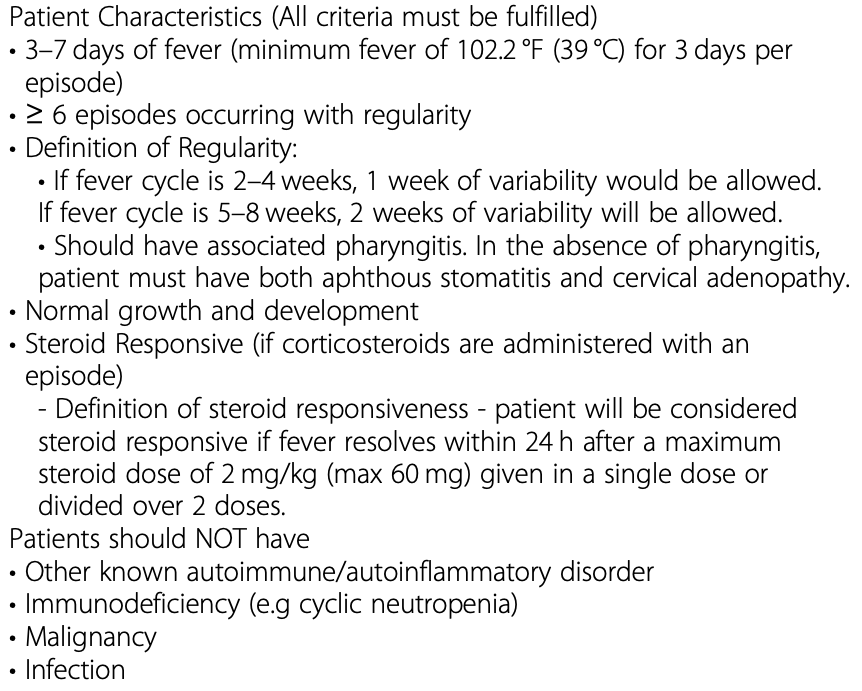 Patient Characteristics (All criteria must be fulfilled)
• 3–7 days of fever (minimum fever of 102.2 °F (39 °C) for 3 days per
episode)
• ≥ 6 episodes occurring with regularity
• Definition of Regularity:
• If fever cycle is 2–4 weeks, 1 week of variability would be allowed.
If fever cycle is 5–8 weeks, 2 weeks of variability will be allowed.
• Should have associated pharyngitis. In the absence of pharyngitis,
patient must have both aphthous stomatitis and cervical adenopathy.
• Normal growth and development
• Steroid Responsive (if corticosteroids are administered with an
episode)
- Definition of steroid responsiveness - patient will be considered
steroid responsive if fever resolves within 24 h after a maximum
steroid dose of 2 mg/kg (max 60 mg) given in a single dose or
divided over 2 doses.
Patients should NOT have
• Other known autoimmune/autoinflammatory disorder
• Immunodeficiency (e.g cyclic neutropenia)
• Malignancy
• Infection